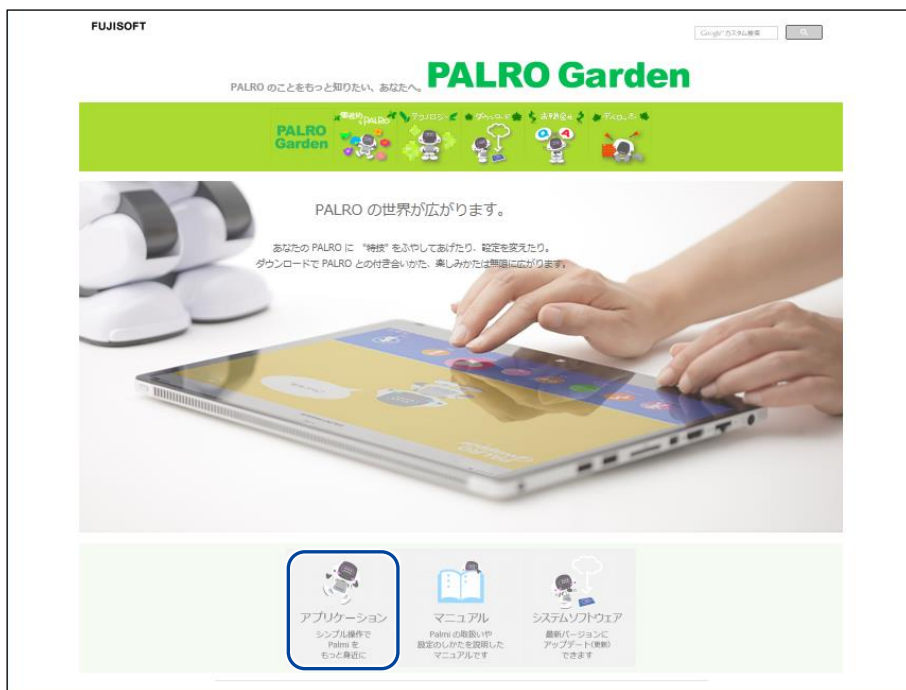 FUJISOFT
Google™ カスタム検索
PALRO のことをもっと知りたい、あなたへ。 PALRO Garden
PALRO
Garden
PALRO の世界が広がります。
あなたの PALRO に “特技” をふやしてあげたり、設定を変えたり。
ダウンロードで PALRO との付き合いかた、楽しみかたは無限に広がります。
アプリケーション
シンプル操作で
Palmi を
もっと身近に
マニュアル
Palmi の取扱いや
設定のしかたを説明した
マニュアルです
システムソフトウェア
最新バージョンに
アップデート(更新)
できます